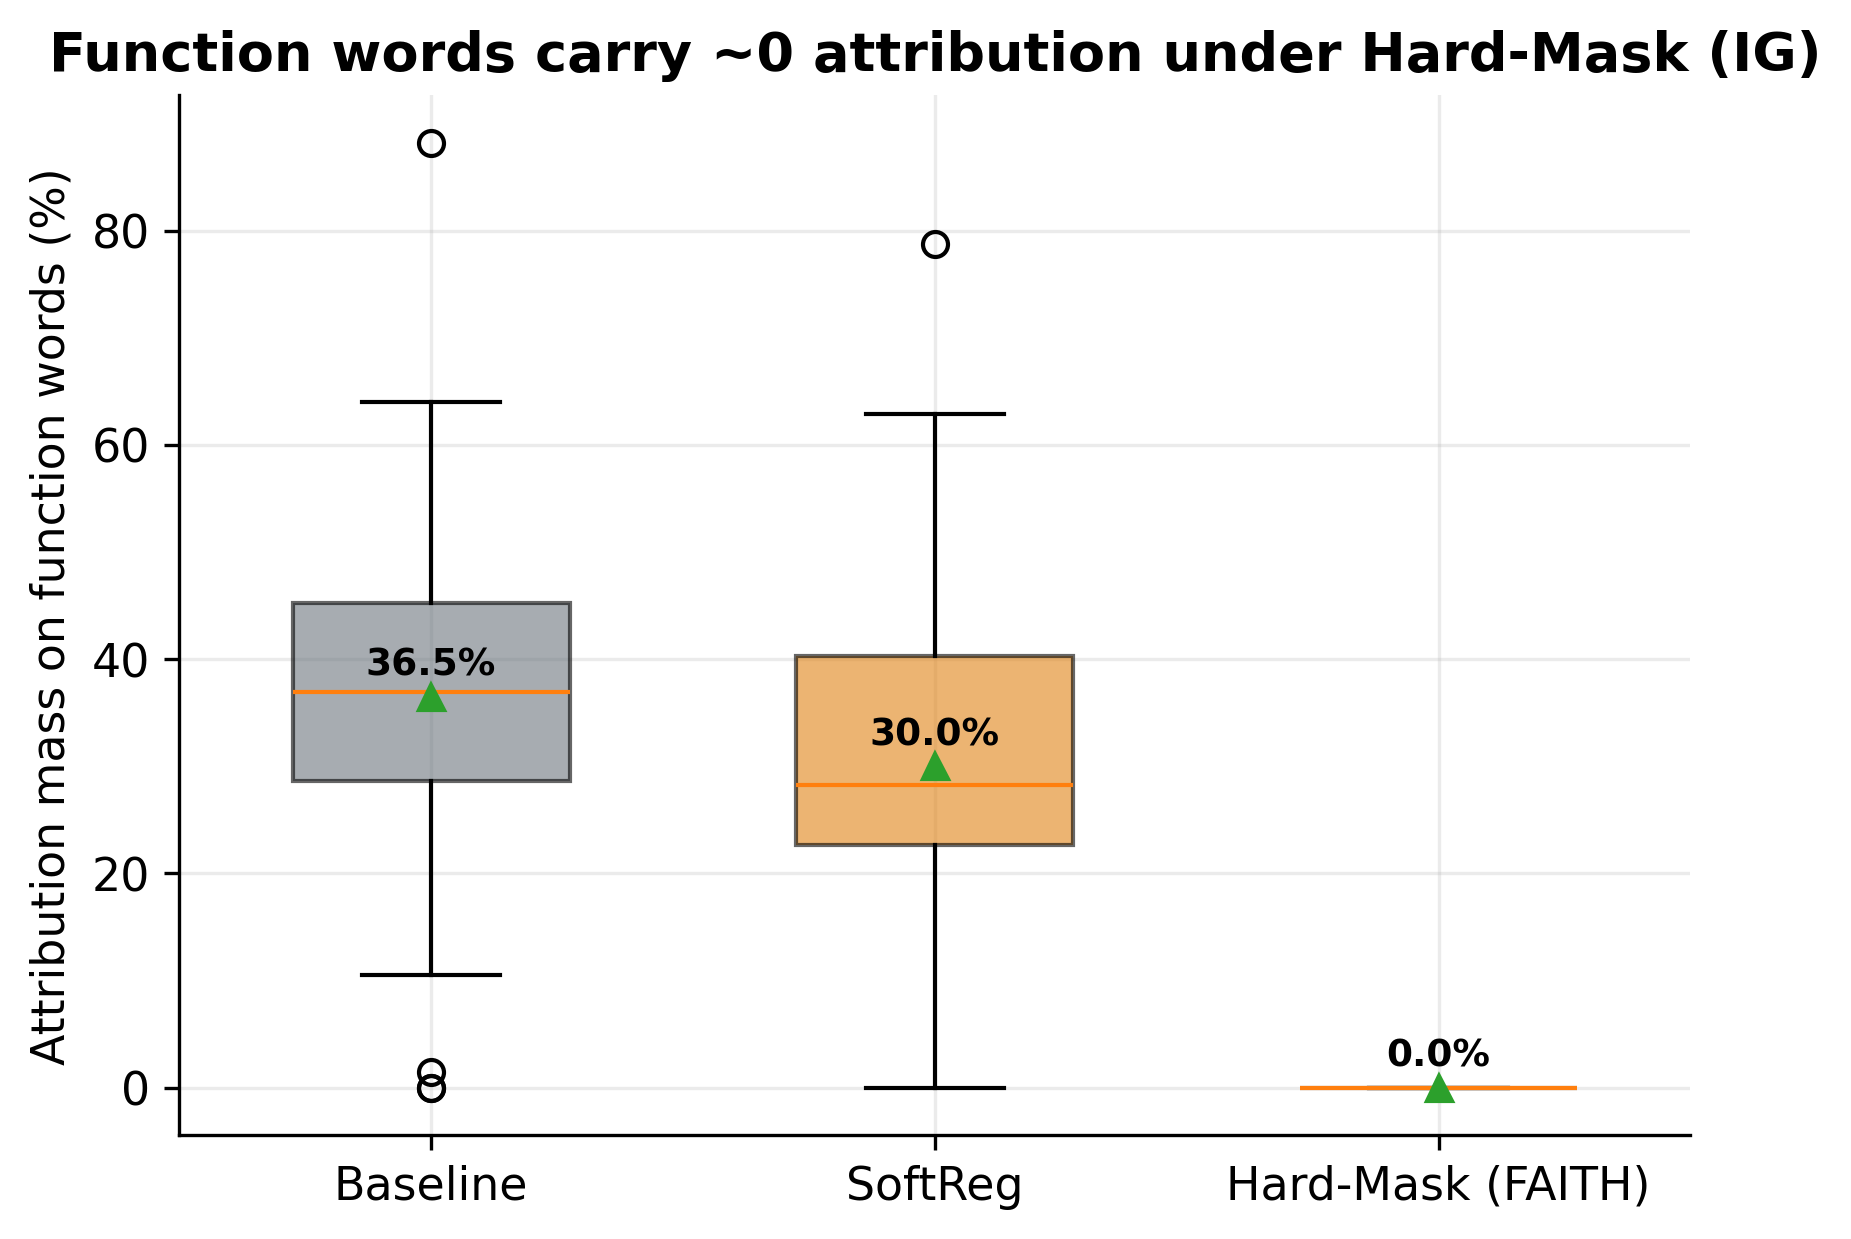 Function words carry ~0 attribution under Hard-Mask (IG)
Attribution mass on function words (%)
80
60
40
20
0
36.5%
30.0%
0.0%
Baseline
SoftReg
Hard-Mask (FAITH)